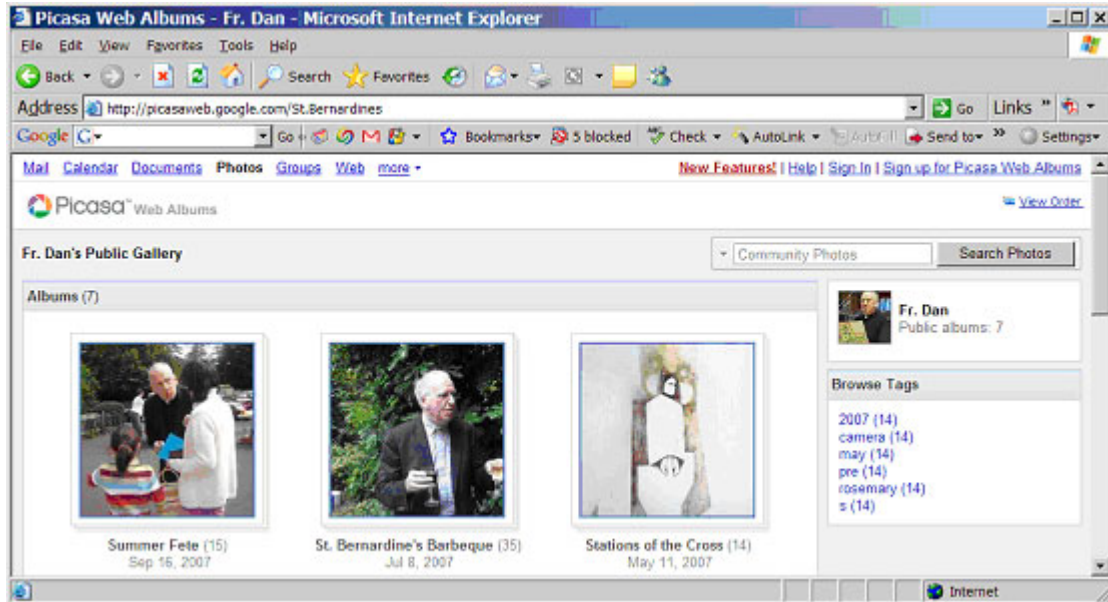 Picasa Web Albums - Fr. Dan - Microsoft Internet Explorer
File Edit View Favorites Tools Help
Back Search Favorites
Address http://picasaweb.google.com/St.Bernardines Go Links »
Google G Go Bookmarks 5 blocked Check AutoLink AutoFill Send to » Settings
Mail Calendar Documents Photos Groups Web more New Features! | Help | Sign In | Sign up for Picasa Web Albums
Picasa™ Web Albums View Order
Fr. Dan's Public Gallery Community Photos Search Photos
Albums (7)
Fr. Dan
Public albums: 7
Browse Tags
2007 (14)
camera (14)
may (14)
pre (14)
rosemary (14)
s (14)
Summer Fete (15) St. Bernardine's Barbeque (35) Stations of the Cross (14)
Sep 16, 2007 Jul 8, 2007 May 11, 2007
Internet